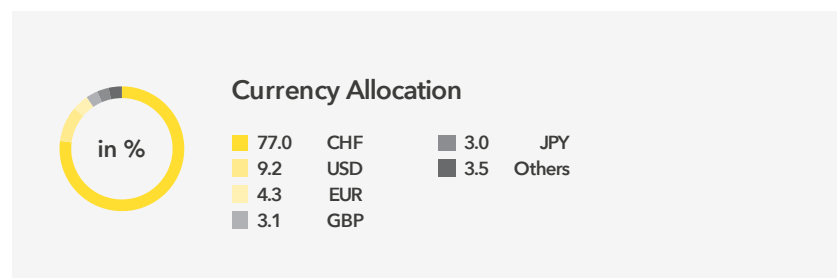 Currency Allocation
in %
77.0 CHF
9.2 USD
4.3 EUR
3.1 GBP
3.0 JPY
3.5 Others